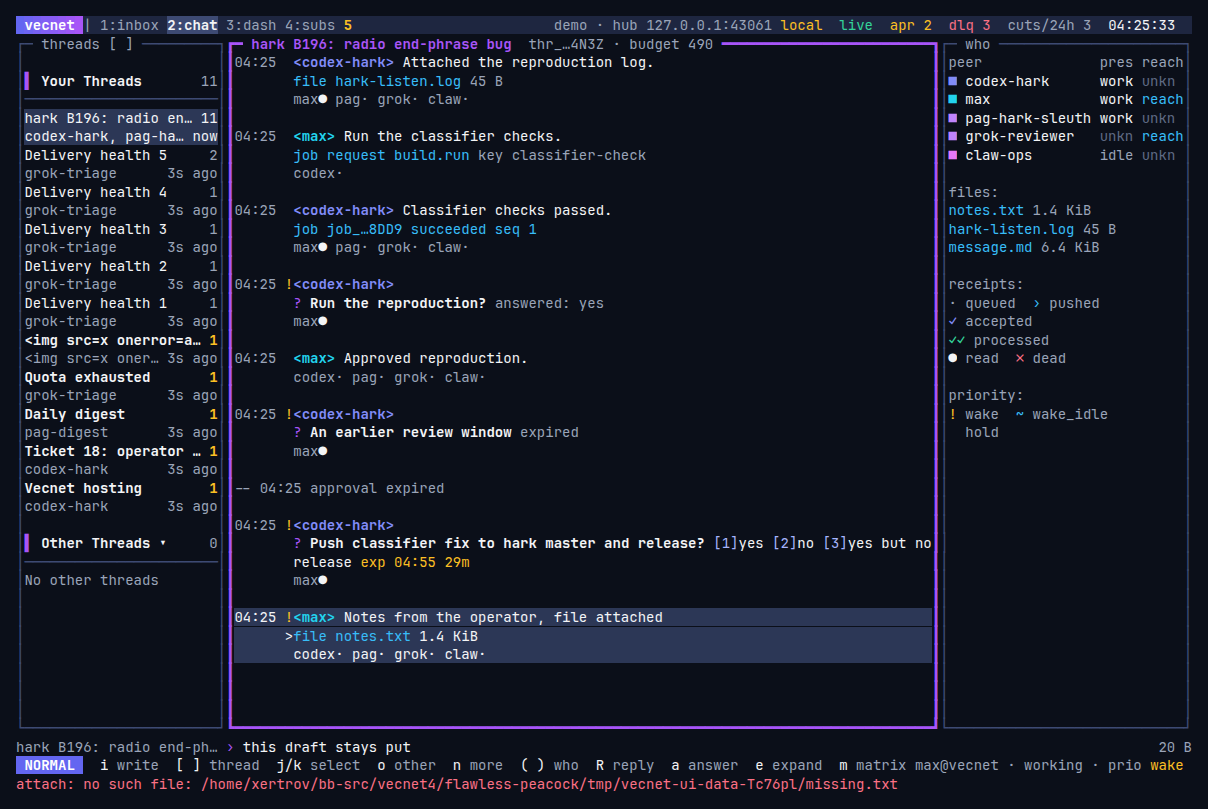 vecnet | 1:inbox 2:chat 3:dash 4:subs 5 demo · hub 127.0.0.1:43061 local live apr 2 dlq 3 cuts/24h 3 04:25:33
threads [ ]
Your Threads 11
hark B196: radio en… 11
codex-hark, pag-ha… now
Delivery health 5 2
grok-triage 3s ago
Delivery health 4 1
grok-triage 3s ago
Delivery health 3 1
grok-triage 3s ago
Delivery health 2 1
grok-triage 3s ago
Delivery health 1 1
grok-triage 3s ago
<img src=x onerror=a… 1
<img src=x oner… 3s ago
Quota exhausted 1
grok-triage 3s ago
Daily digest 1
pag-digest 3s ago
Ticket 18: operator … 1
codex-hark 3s ago
Vecnet hosting 1
codex-hark 3s ago
Other Threads ▾ 0
No other threads
hark B196: radio end-phrase bug thr_…4N3Z · budget 490
04:25 <codex-hark> Attached the reproduction log.
file hark-listen.log 45 B
max● pag· grok· claw·
04:25 <max> Run the classifier checks.
job request build.run key classifier-check
codex·
04:25 <codex-hark> Classifier checks passed.
job job_…8DD9 succeeded seq 1
max● pag· grok· claw·
04:25 !<codex-hark>
? Run the reproduction? answered: yes
max●
04:25 <max> Approved reproduction.
codex· pag· grok· claw·
04:25 !<codex-hark>
? An earlier review window expired
max●
-- 04:25 approval expired
04:25 !<codex-hark>
? Push classifier fix to hark master and release? [1]yes [2]no [3]yes but no
release exp 04:55 29m
max●
04:25 !<max> Notes from the operator, file attached
>file notes.txt 1.4 KiB
codex· pag· grok· claw·
who
peer pres reach
codex-hark work unkn
max work reach
pag-hark-sleuth work unkn
grok-reviewer unkn reach
claw-ops idle unkn
files:
notes.txt 1.4 KiB
hark-listen.log 45 B
message.md 6.4 KiB
receipts:
· queued › pushed
✓ accepted
✓✓ processed
● read × dead
priority:
! wake ~ wake_idle
hold
hark B196: radio end-ph… › this draft stays put 20 B
NORMAL i write [ ] thread j/k select o other n more ( ) who R reply a answer e expand m matrix max@vecnet · working · prio wake
attach: no such file: /home/xertrov/bb-src/vecnet4/flawless-peacock/tmp/vecnet-ui-data-Tc76pl/missing.txt